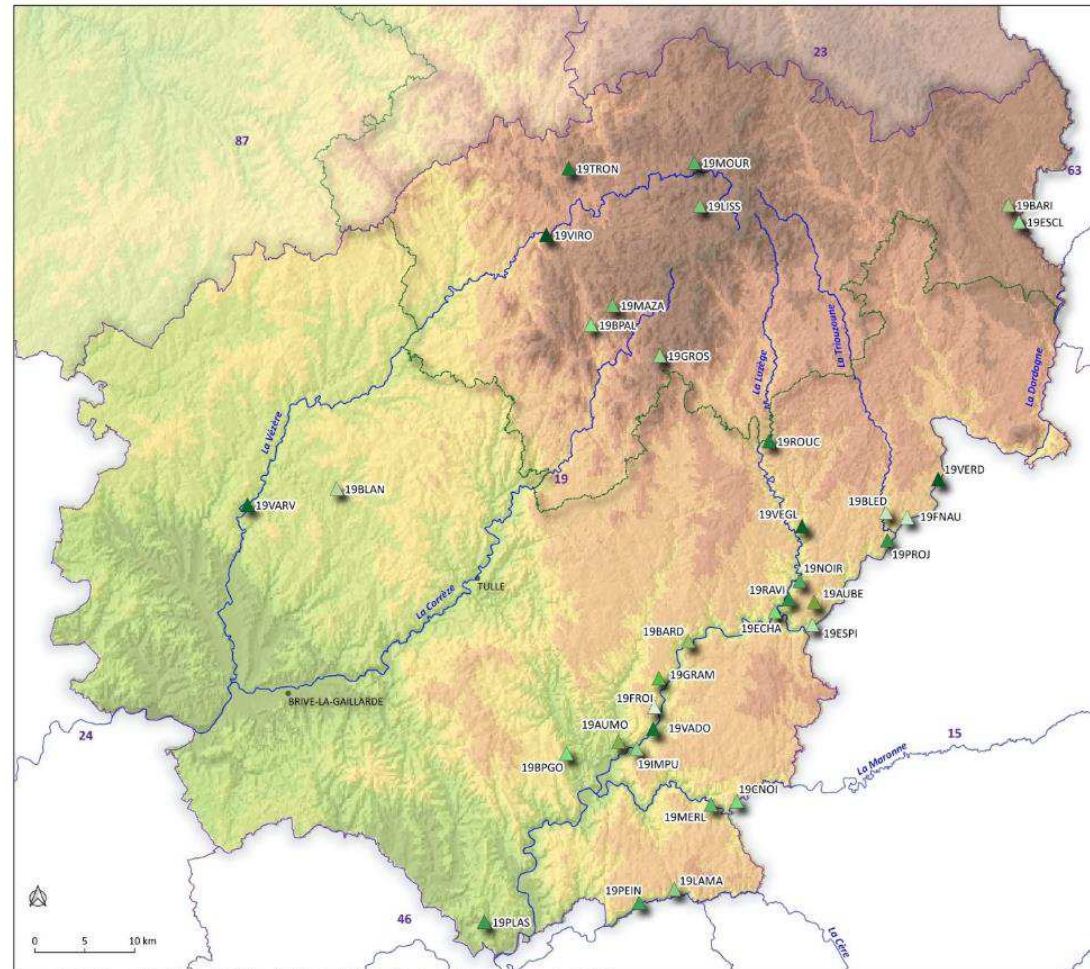 23
87
63
19TRON
19MOUR
19BARI
19LISS
19ESCL
19VIRO
19MAZA
La Triouzoune
19BPAL
19GROS
La Luzège
La Dordogne
La Vézère
19ROUC
19
19VERD
19BLAN
19VARV
19BLED
19FNAU
19VEGL
19PROJ
TULLE
19NOIR
La Corrèze
19RAVI
19AUBE
19ECHA
19ESPI
19BARD
19GRAM
BRIVE-LA-GAILLARDE
19FROI
24
19AUMO
19VADO
15
19IMPU
19BPGO
La Maronne
19CNOI
19MERL
19LAMA
19PEIN
46
19PLAS
La Cère
0 5 10 km